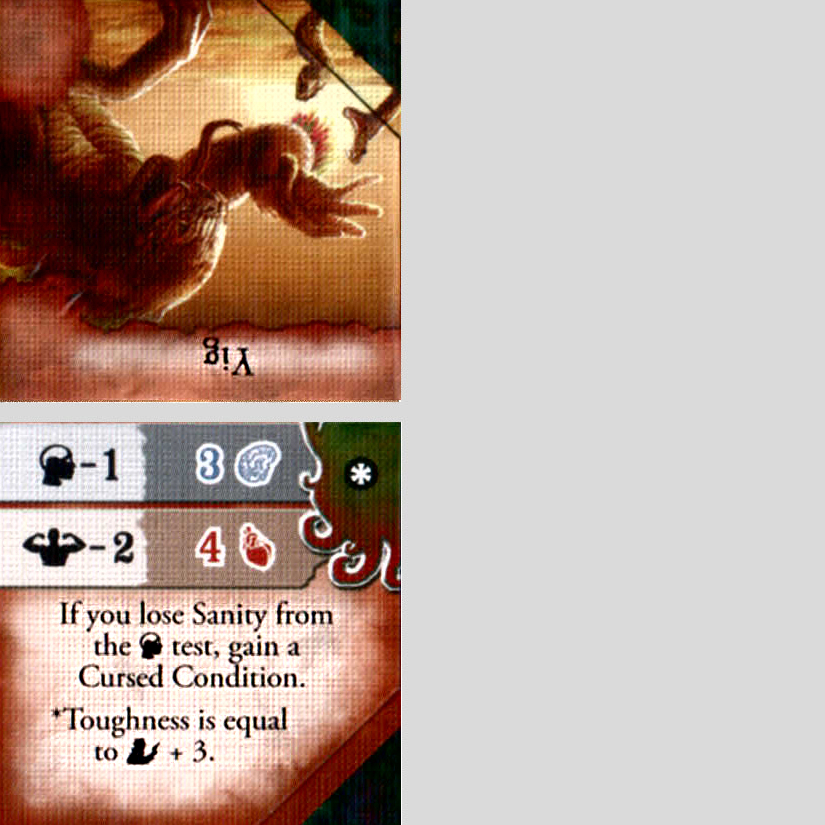 Yig
-1 3
-2 4
*
If you lose Sanity from
the test, gain a
Cursed Condition.
*Toughness is equal
to + 3.